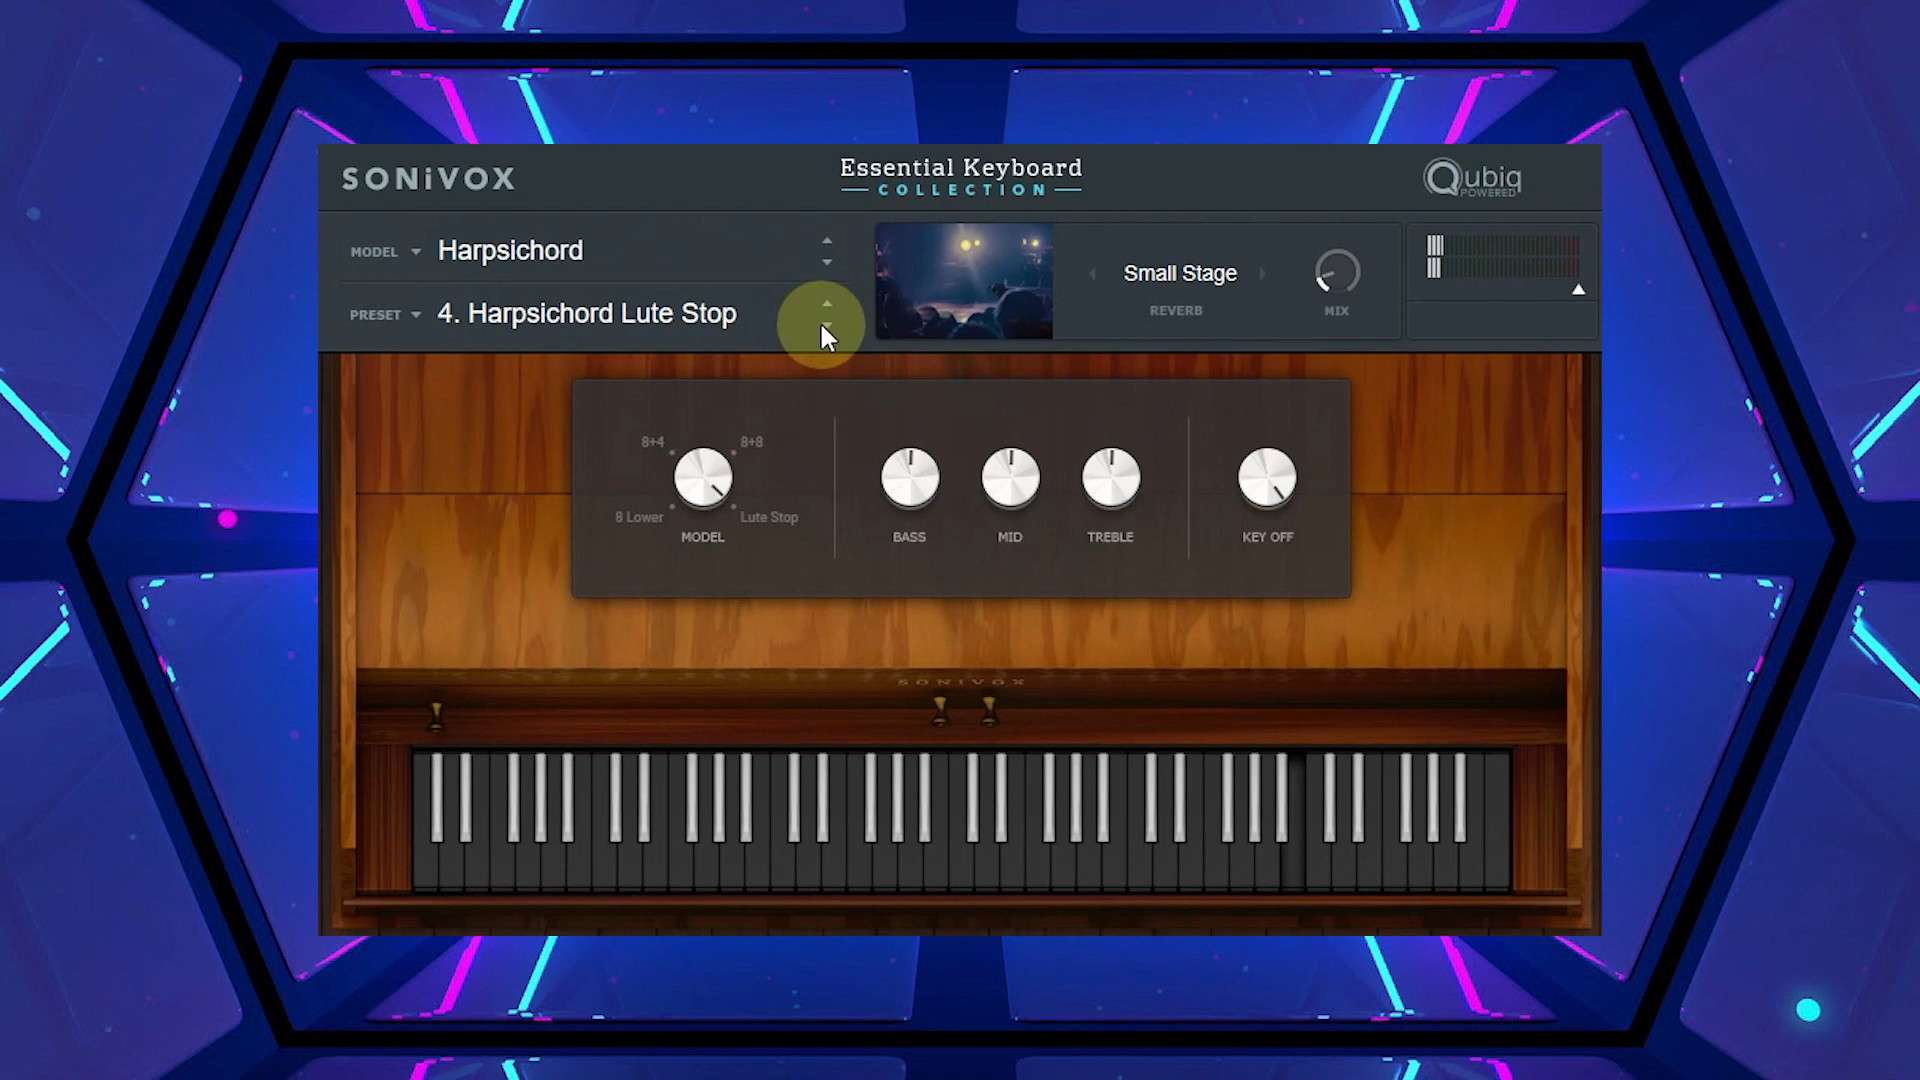 SONiVOX
Essential Keyboard
COLLECTION
Qubiq
POWERED
MODEL
Harpsichord
PRESET
4. Harpsichord Lute Stop
Small Stage
REVERB
MIX
8+4
8+8
8 Lower
Lute Stop
MODEL
BASS
MID
TREBLE
KEY OFF
SONIVOX